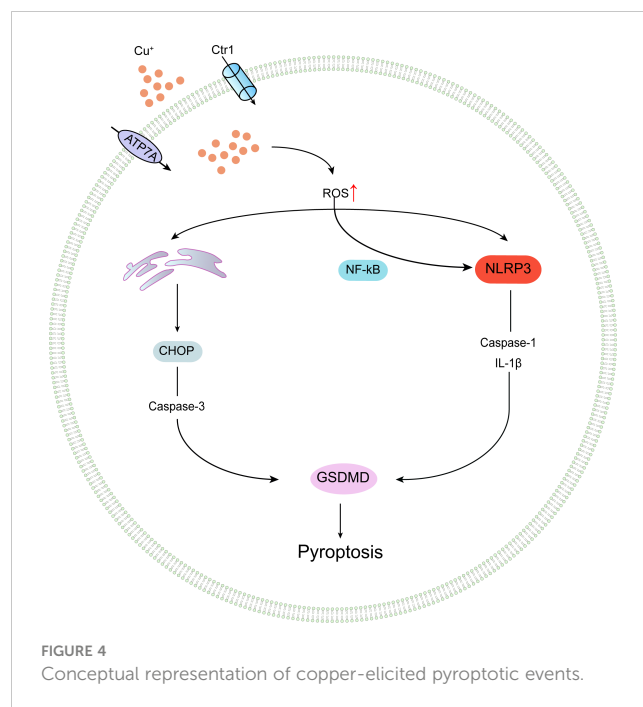 Cu⁺
Ctr1
ATP7A
ROS
NF-kB
NLRP3
CHOP
Caspase-1
IL-1β
Caspase-3
GSDMD
Pyroptosis
FIGURE 4
Conceptual representation of copper-elicited pyroptotic events.